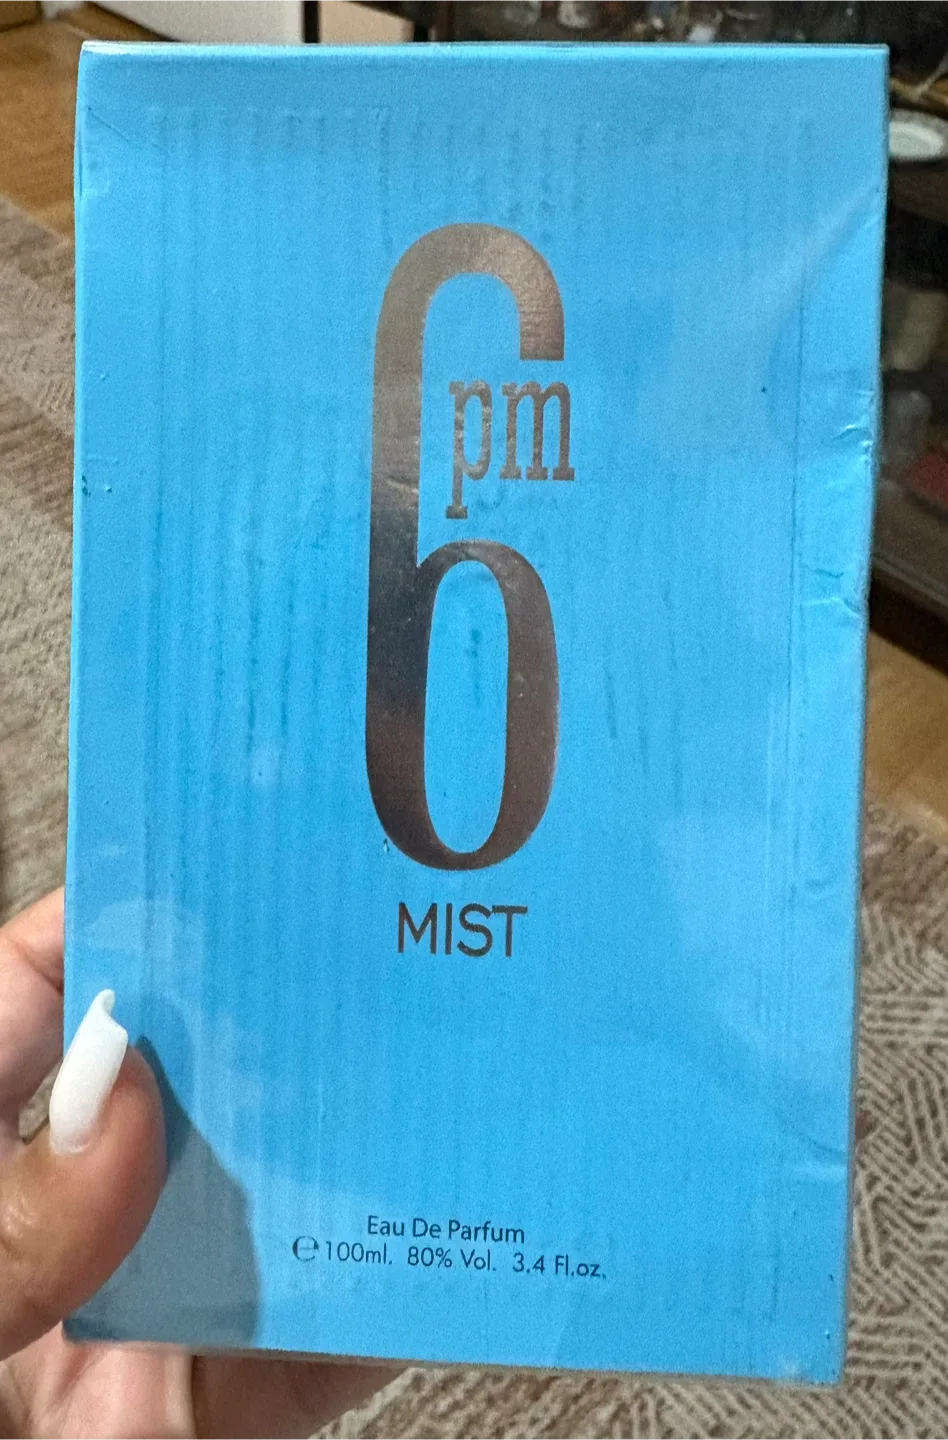 6
pm
MIST
Eau De Parfum
℮ 100ml. 80% Vol. 3.4 Fl.oz.